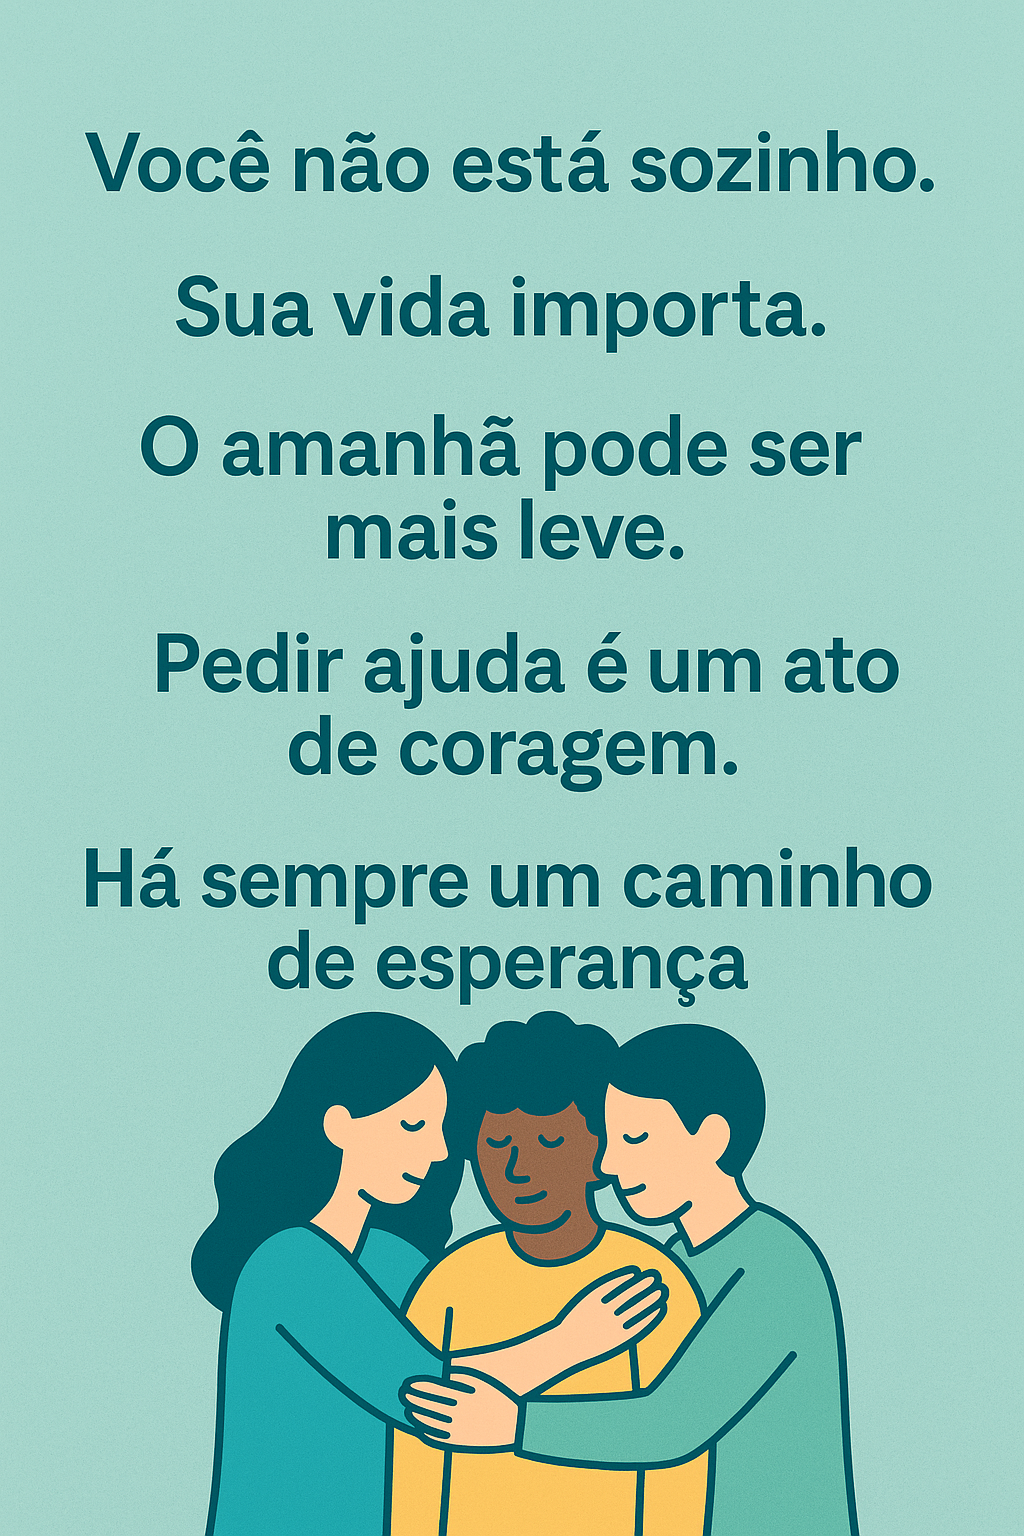 Você não está sozinho.
Sua vida importa.
O amanhã pode ser
mais leve.
Pedir ajuda é um ato
de coragem.
Há sempre um caminho
de esperança